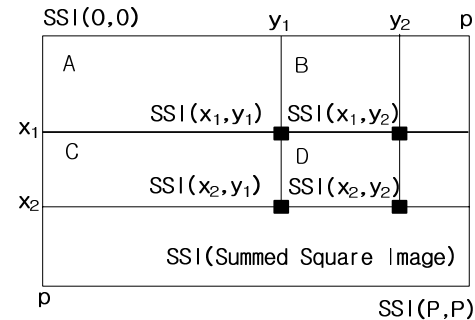 SSI(0,0) y1 y2 p
A B
SSI(x1,y1) SSI(x1,y2)
x1
C D
SSI(x2,y1) SSI(x2,y2)
x2
SSI(Summed Square Image)
p
SSI(P,P)